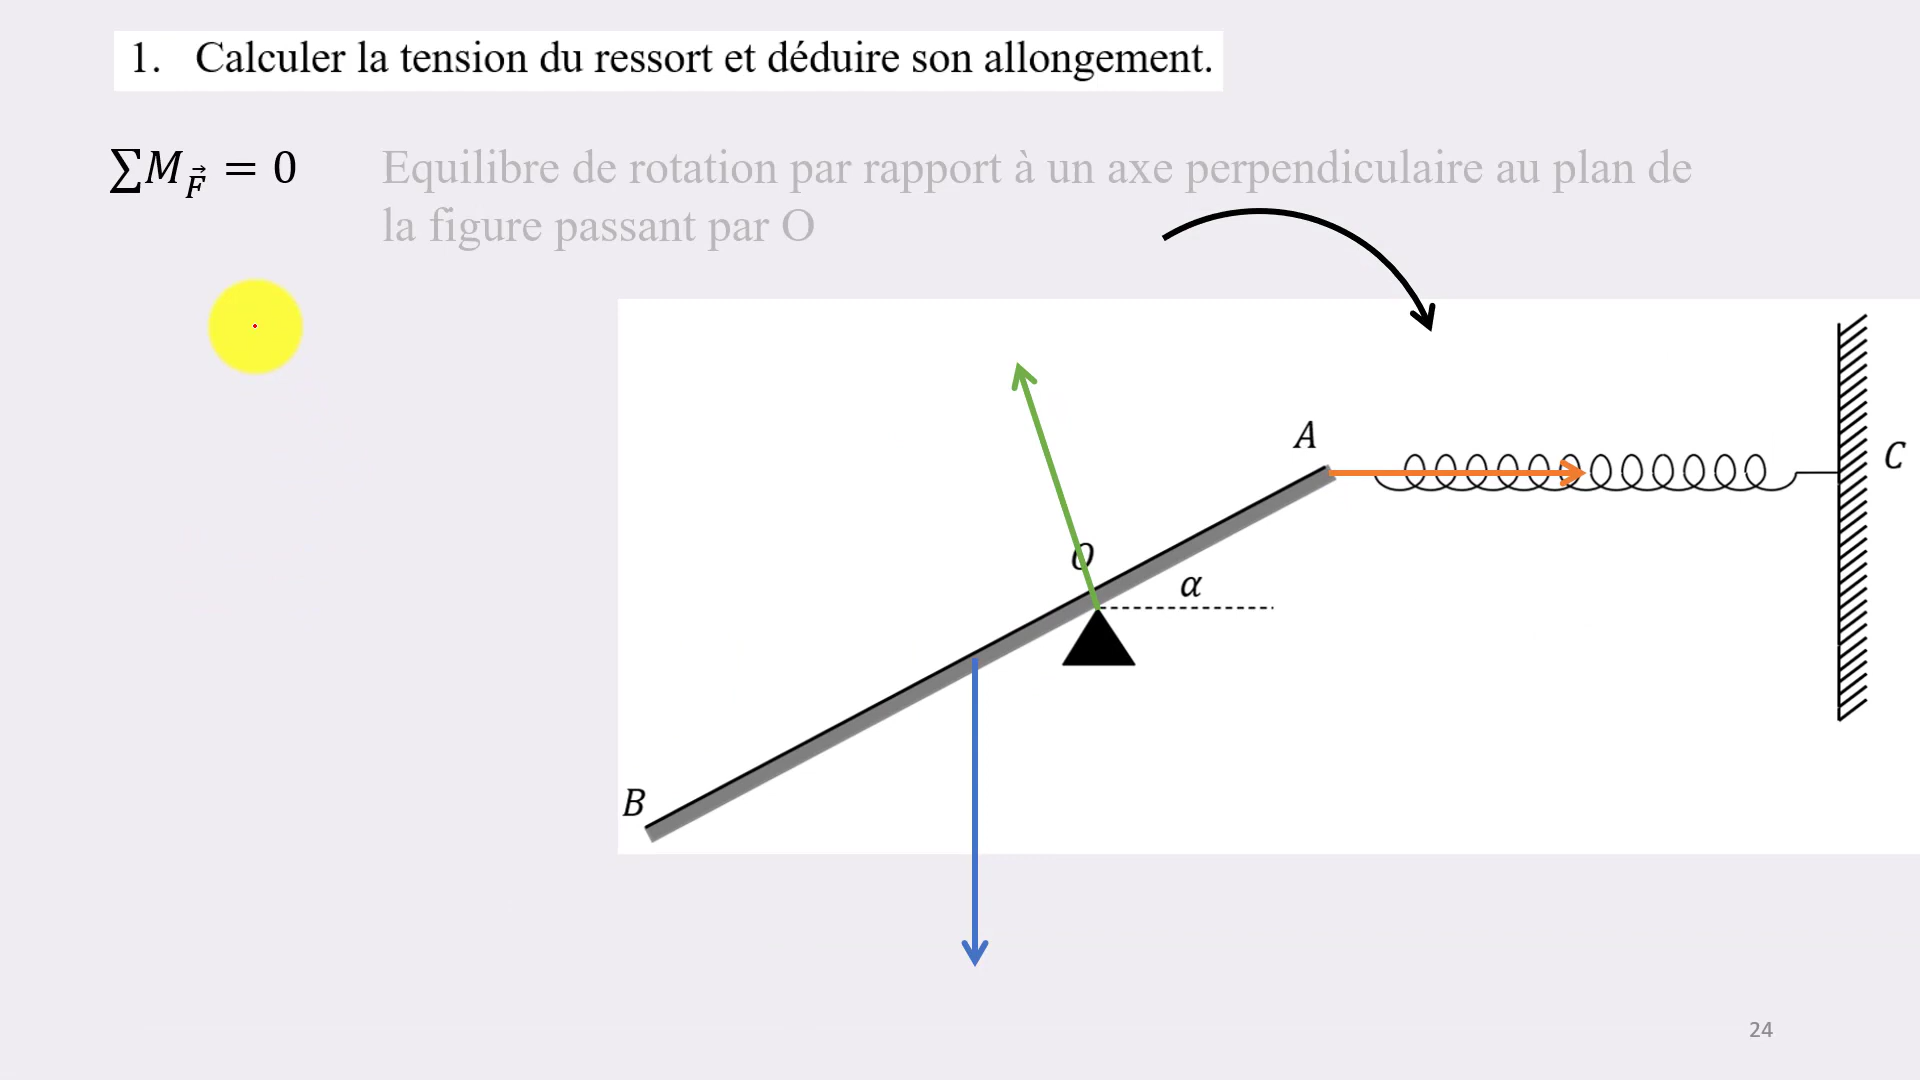 1. Calculer la tension du ressort et déduire son allongement.
∑M_F⃗ = 0
Equilibre de rotation par rapport à un axe perpendiculaire au plan de
la figure passant par O
A
C
O
α
B
24